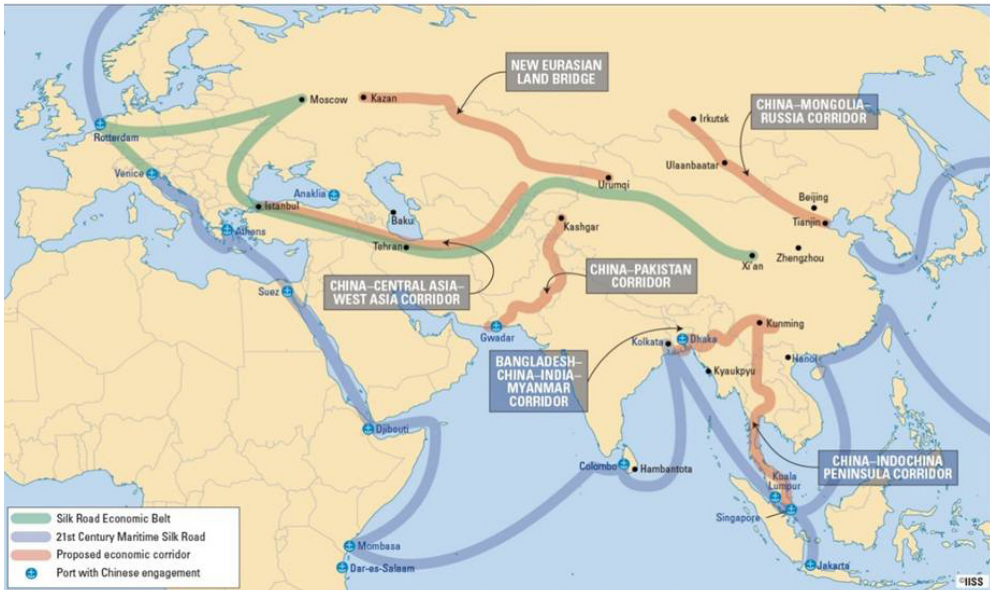 NEW EURASIAN
LAND BRIDGE
Moscow
Kazan
CHINA–MONGOLIA–
RUSSIA CORRIDOR
Irkutsk
Rotterdam
Ulaanbaatar
Venice
Urumqi
Anaklia
Beijing
Istanbul
Baku
Kashgar
Tianjin
Athens
Tehran
Xi'an
Zhengzhou
CHINA–CENTRAL ASIA–
WEST ASIA CORRIDOR
CHINA–PAKISTAN
CORRIDOR
Suez
Gwadar
Kunming
Kolkata
Dhaka
Hanoi
BANGLADESH–
CHINA–INDIA–
MYANMAR
CORRIDOR
Kyaukpyu
Djibouti
Colombo
Hambantota
CHINA–INDOCHINA
PENINSULA CORRIDOR
Kuala
Lumpur
Singapore
Silk Road Economic Belt
21st Century Maritime Silk Road
Proposed economic corridor
Port with Chinese engagement
Mombasa
Dar-es-Salaam
Jakarta
©IISS